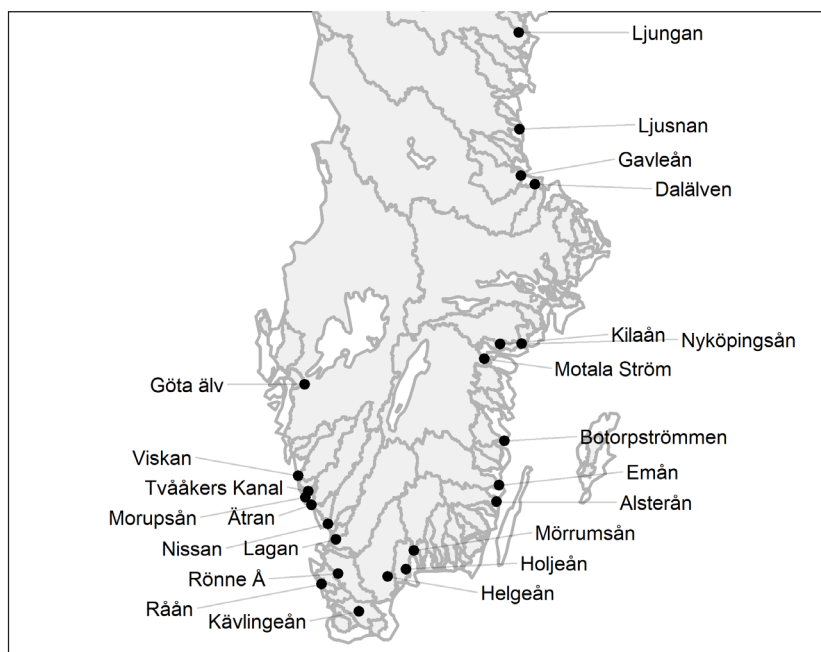 Ljungan
Ljusnan
Gavleån
Dalälven
Kilaån
Nyköpingsån
Motala Ström
Göta älv
Botorpströmmen
Viskan
Emån
Tvååkers Kanal
Alsterån
Morupsån
Ätran
Mörrumsån
Nissan
Lagan
Holjeån
Rönne Å
Helgeån
Råån
Kävlingeån